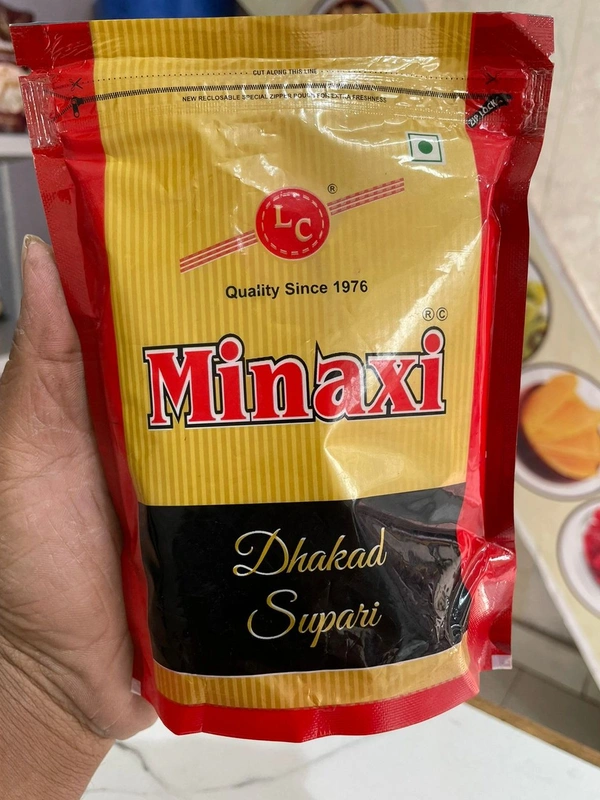 CUT ALONG THIS LINE
NEW RECLOSABLE SPECIAL ZIPPER POUCH FOR EXTRA FRESHNESS
ZIP LOCK
LC
®
Quality Since 1976
® ©
Minaxi
Dhakad
Supari